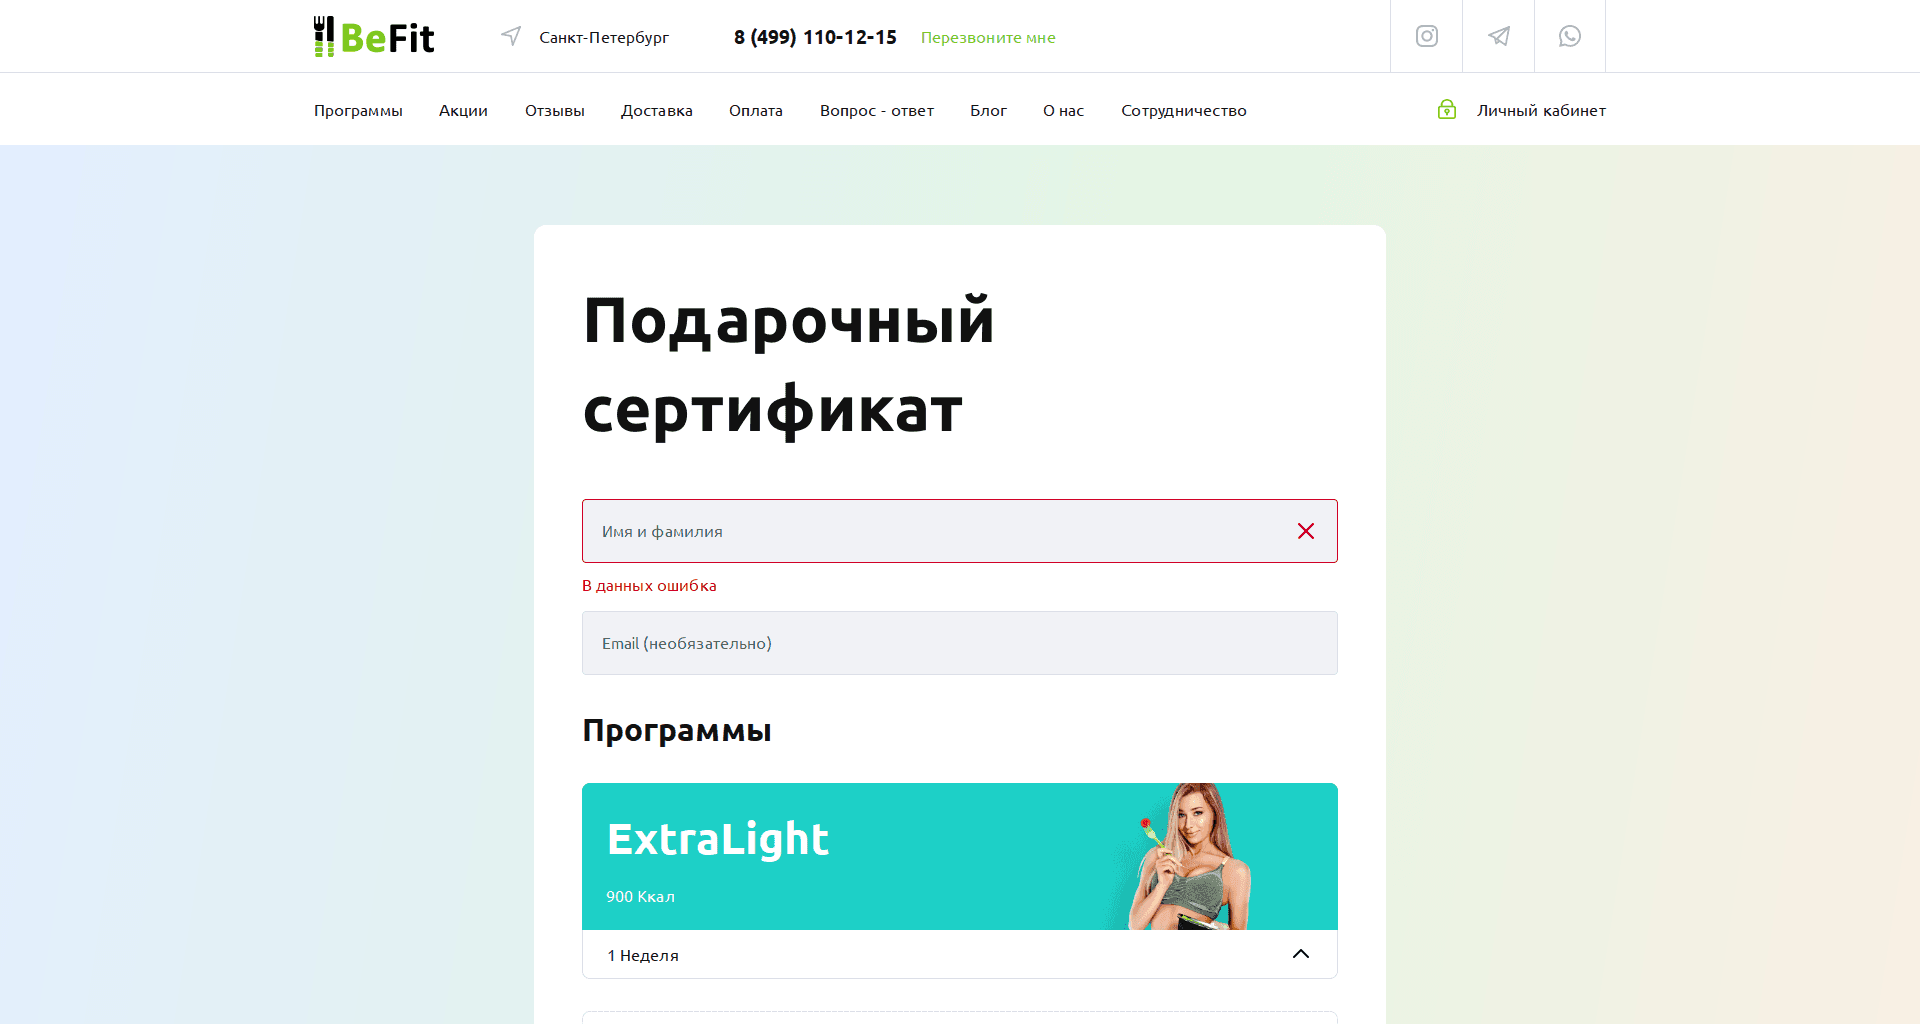 BeFit
Санкт-Петербург
8 (499) 110-12-15
Перезвоните мне
Программы
Акции
Отзывы
Доставка
Оплата
Вопрос - ответ
Блог
О нас
Сотрудничество
Личный кабинет
Подарочный
сертификат
Имя и фамилия
В данных ошибка
Email (необязательно)
Программы
ExtraLight
900 Ккал
1 Неделя